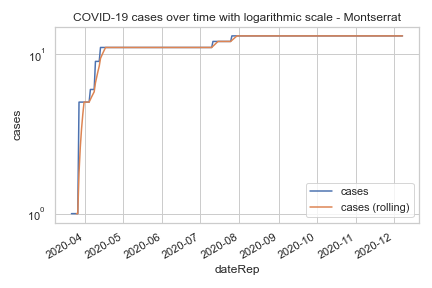 COVID-19 cases over time with logarithmic scale - Montserrat
cases
10¹
10⁰
cases
cases (rolling)
2020-04
2020-05
2020-06
2020-07
2020-08
2020-09
2020-10
2020-11
2020-12
dateRep